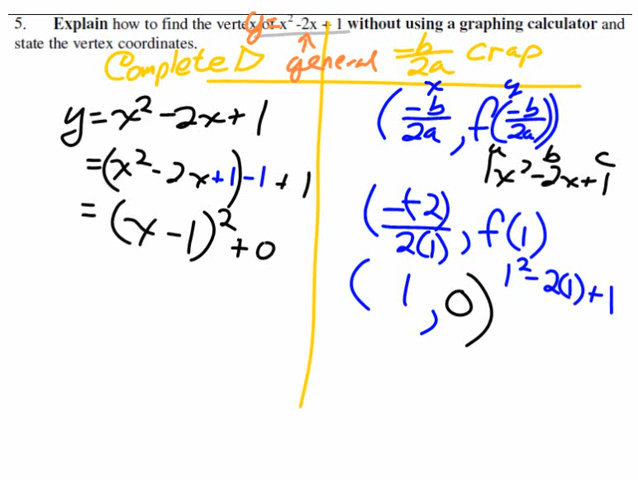 5. Explain how to find the vertex of y= x² -2x + 1 without using a graphing calculator and
state the vertex coordinates.
Complete □
general
-b/2a crap
y = x² - 2x + 1
= (x² - 2x + 1) - 1 + 1
= (x - 1)² + 0
x y
(-b/2a, f(-b/2a))
a b c
1x² - 2x + 1
(-(-2)/2(1), f(1)
1² - 2(1) + 1
(1, 0)